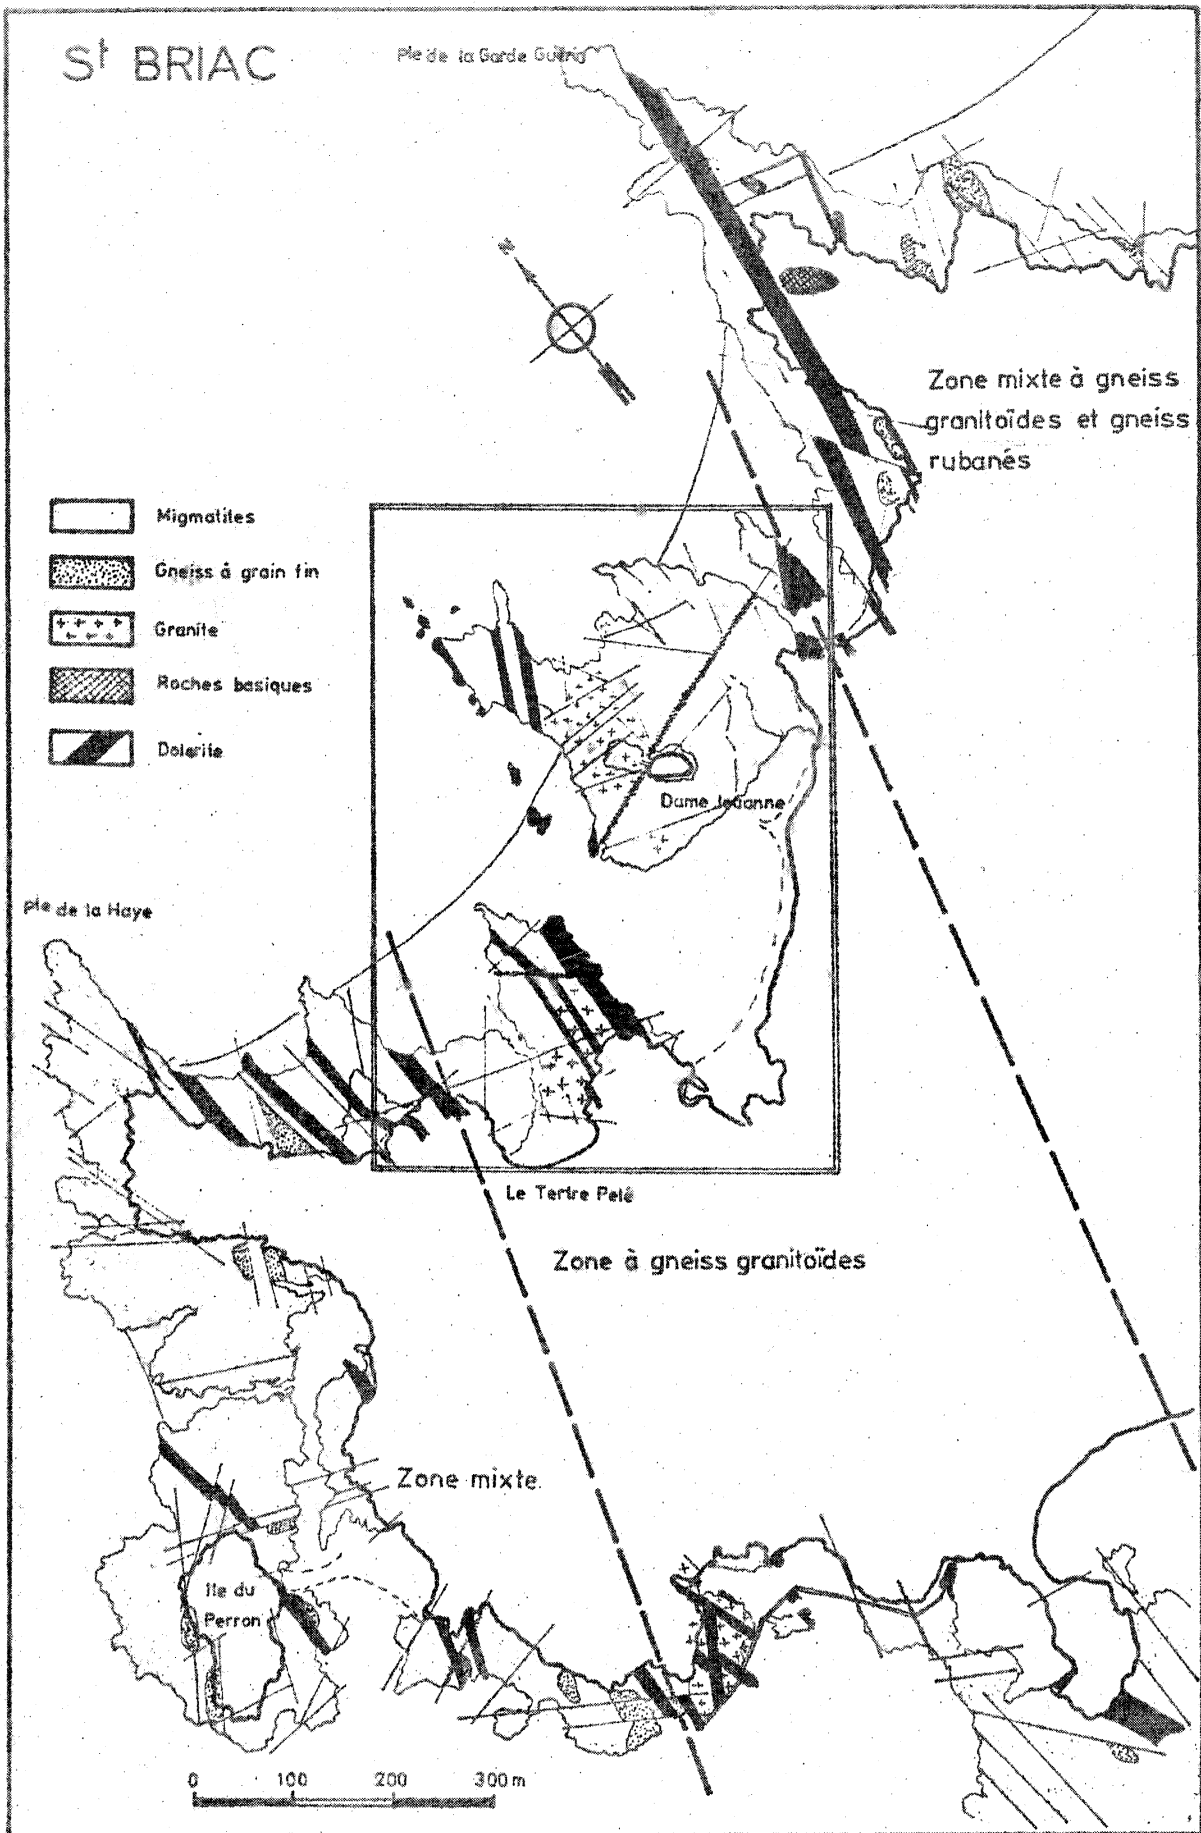 St BRIAC
Pte de la Garde Guérin
N
Zone mixte à gneiss
granitoïdes et gneiss
rubanés
Migmatites
Gneiss à grain fin
Granite
Roches basiques
Dolerite
Dame Jouanne
pte de la Haye
Le Tertre Pelé
Zone à gneiss granitoïdes
Zone mixte.
Ile du
Perron
0 100 200 300 m